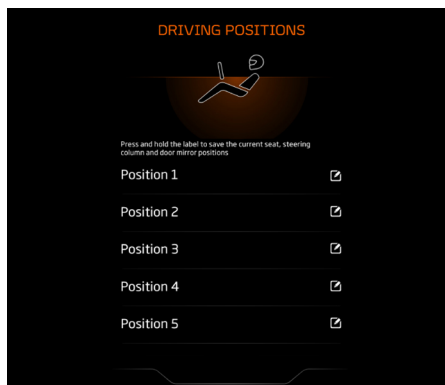 DRIVING POSITIONS
Press and hold the label to save the current seat, steering
column and door mirror positions
Position 1
Position 2
Position 3
Position 4
Position 5